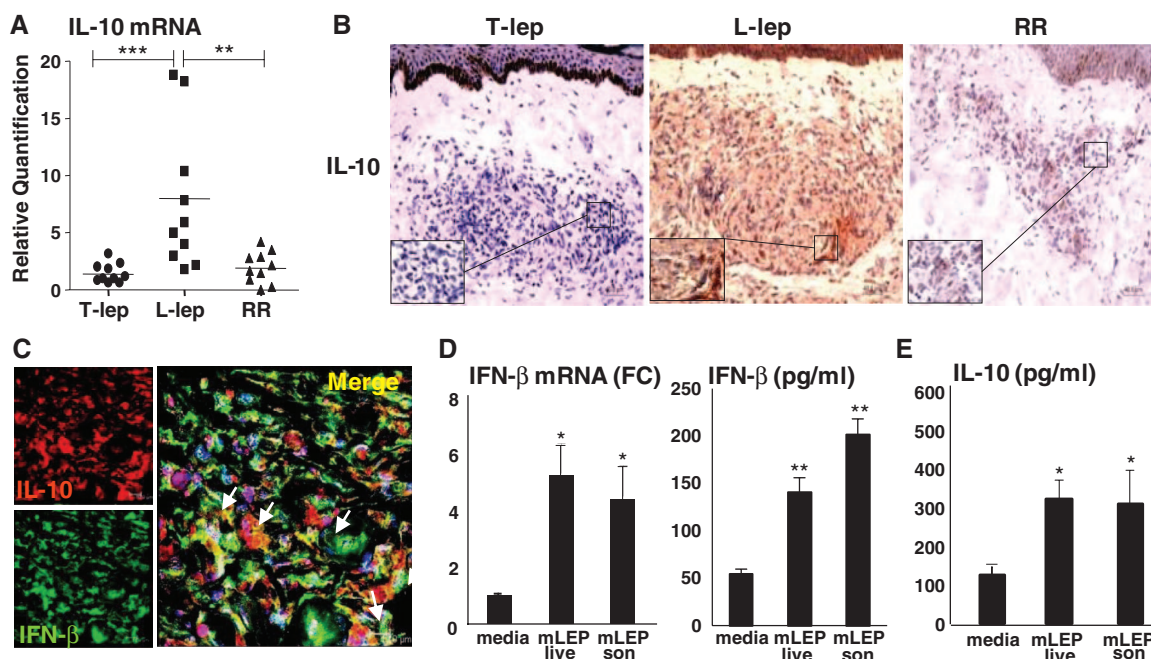 A IL-10 mRNA
*** **
Relative Quantification
20
15
10
5
0
T-lep L-lep RR
B
T-lep L-lep RR
IL-10
C
IL-10
IFN-β
Merge
D
IFN-β mRNA (FC)
8
6
4
2
0
* *
media mLEP live mLEP son
IFN-β (pg/ml)
250
200
150
100
50
0
** **
media mLEP live mLEP son
E
IL-10 (pg/ml)
600
500
400
300
200
100
0
* *
media mLEP live mLEP son